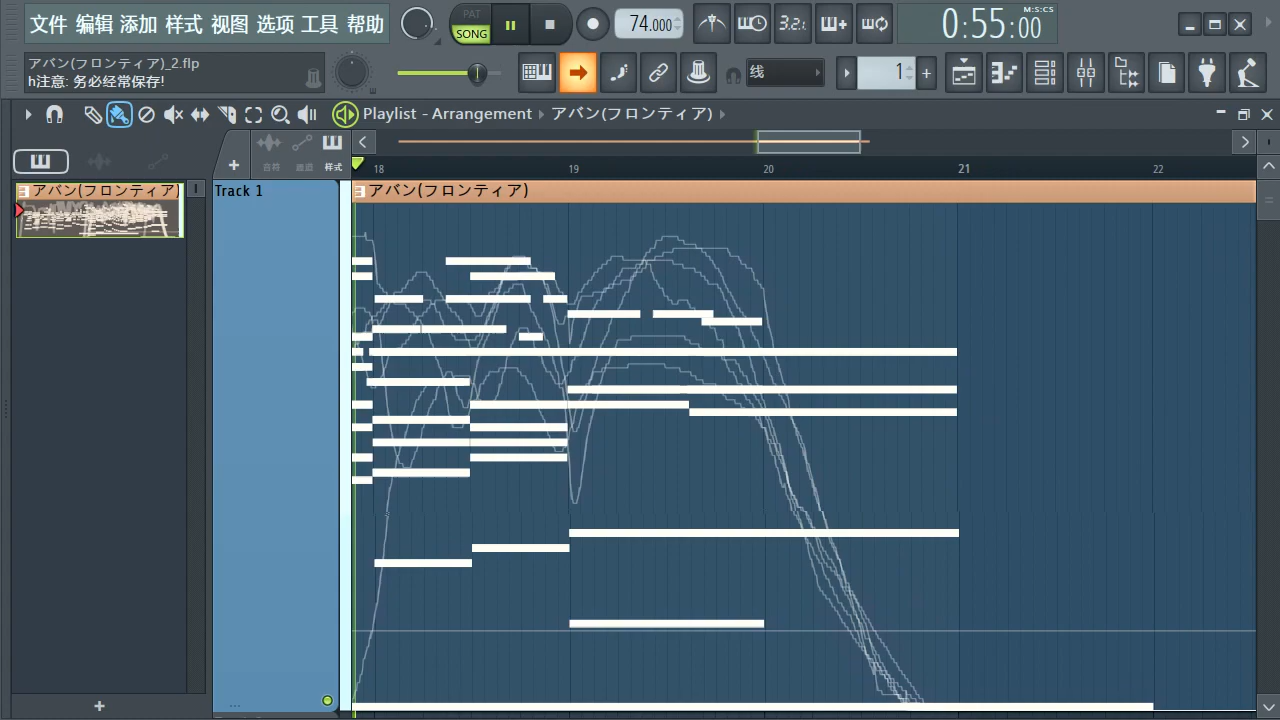 文件 编辑 添加 样式 视图 选项 工具 帮助
PAT
SONG
74.000
3.2.
M:S:CS
0:55:00
アバン(フロンティア)_2.flp
h注意: 务必经常保存!
线
1
Playlist - Arrangement アバン(フロンティア)
音符 通道 样式
18 19 20 21 22
アバン(フロンティア)
Track 1
アバン(フロンティア)